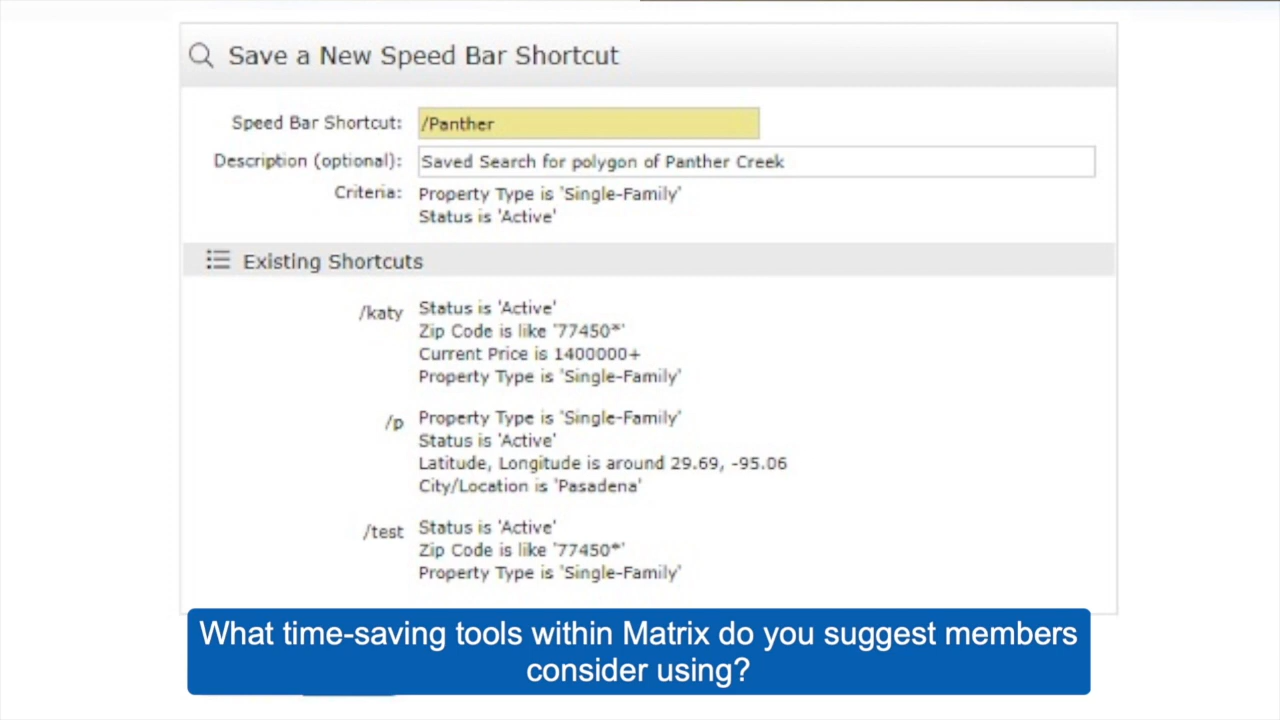 Save a New Speed Bar Shortcut
Speed Bar Shortcut: /Panther
Description (optional): Saved Search for polygon of Panther Creek
Criteria: Property Type is 'Single-Family'
Status is 'Active'
Existing Shortcuts
/katy Status is 'Active'
Zip Code is like '77450*'
Current Price is 1400000+
Property Type is 'Single-Family'
/p Property Type is 'Single-Family'
Status is 'Active'
Latitude, Longitude is around 29.69, -95.06
City/Location is 'Pasadena'
/test Status is 'Active'
Zip Code is like '77450*'
Property Type is 'Single-Family'
What time-saving tools within Matrix do you suggest members
consider using?